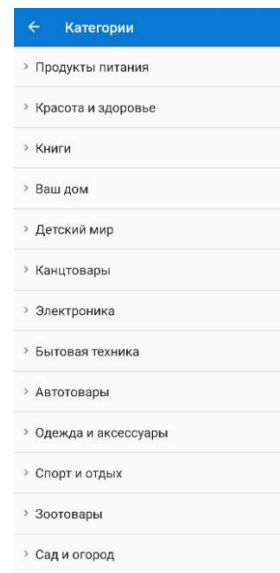 Категории
Продукты питания
Красота и здоровье
Книги
Ваш дом
Детский мир
Канцтовары
Электроника
Бытовая техника
Автотовары
Одежда и аксессуары
Спорт и отдых
Зоотовары
Сад и огород